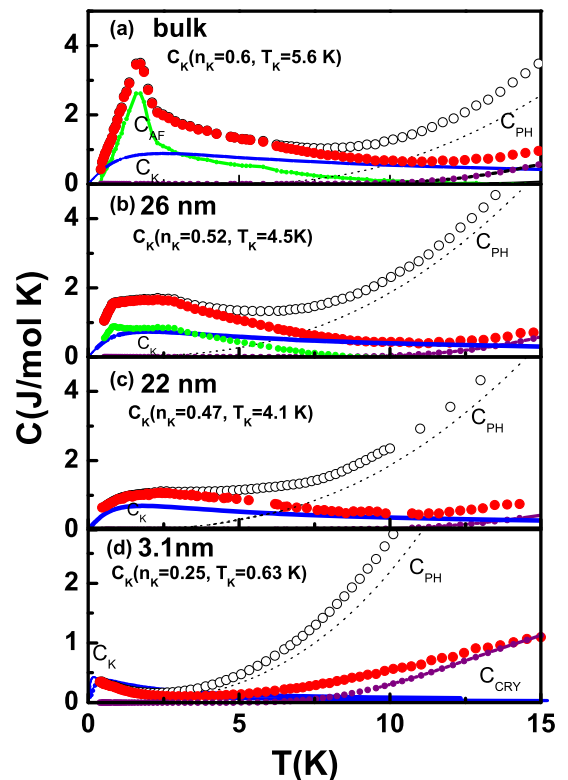 (a) bulk
C_K(n_K=0.6, T_K=5.6 K)
C_AF
C_K
C_PH
4
2
0
(b) 26 nm
C_K(n_K=0.52, T_K=4.5K)
C_PH
C_K
4
2
0
(c) 22 nm
C_K(n_K=0.47, T_K=4.1 K)
C_PH
C_K
4
2
0
(d) 3.1nm
C_K(n_K=0.25, T_K=0.63 K)
C_PH
C_K
C_CRY
2
1
0
0 5 10 15
T(K)
C(J/mol K)